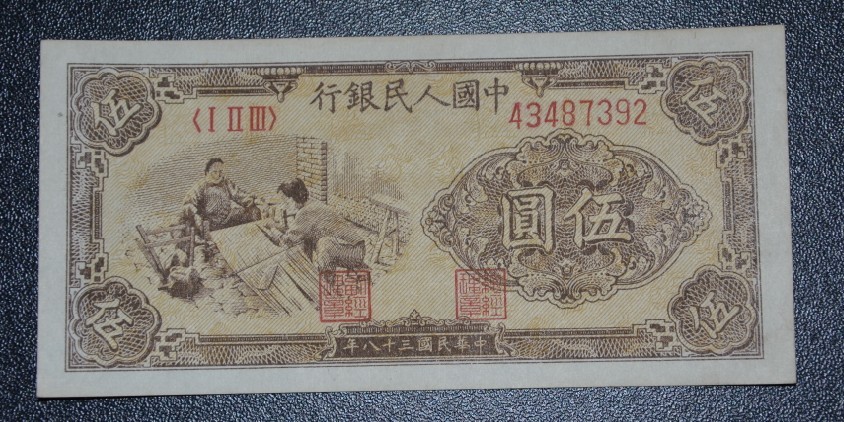 伍
伍
中國人民銀行
〈I II III〉
43487392
伍圓
中華民國三十八年
伍
伍